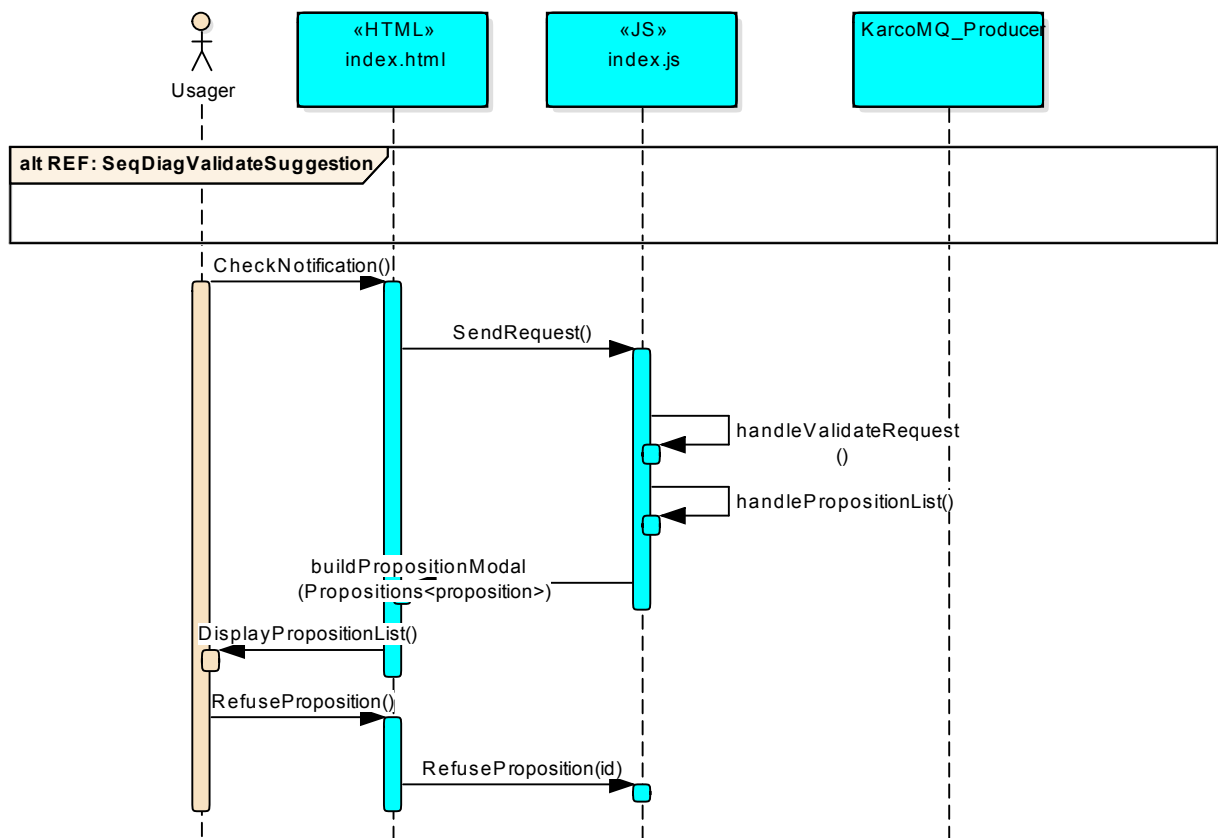 «HTML»
index.html
«JS»
index.js
KarcoMQ_Producer
Usager
alt REF: SeqDiagValidateSuggestion
CheckNotification()
SendRequest()
handleValidateRequest
()
handlePropositionList()
buildPropositionModal
(Propositions<proposition>)
DisplayPropositionList()
RefuseProposition()
RefuseProposition(id)